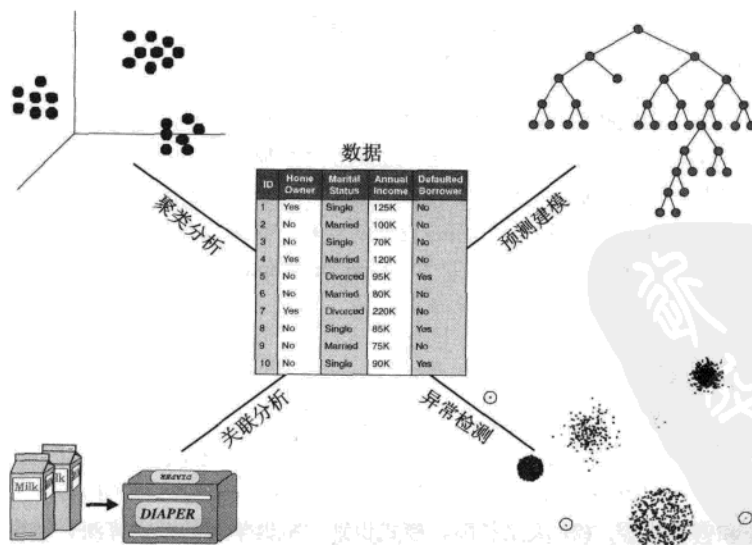 数据
ID Home Owner Marital Status Annual Income Defaulted Borrower
1 Yes Single 125K No
2 No Married 100K No
3 No Single 70K No
4 Yes Married 120K No
5 No Divorced 95K Yes
6 No Married 80K No
7 Yes Divorced 220K No
8 No Single 85K Yes
9 No Married 75K No
10 No Single 90K Yes
聚类分析
预测建模
关联分析
异常检测
Milk
DIAPER
DIAPER